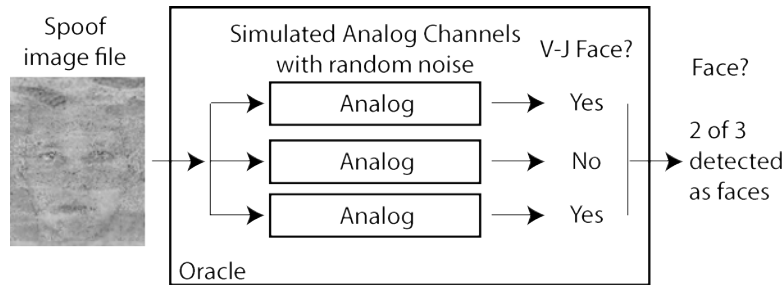 Spoof
image file
Simulated Analog Channels
with random noise
V-J Face?
Face?
Analog
Yes
Analog
No
Analog
Yes
2 of 3
detected
as faces
Oracle